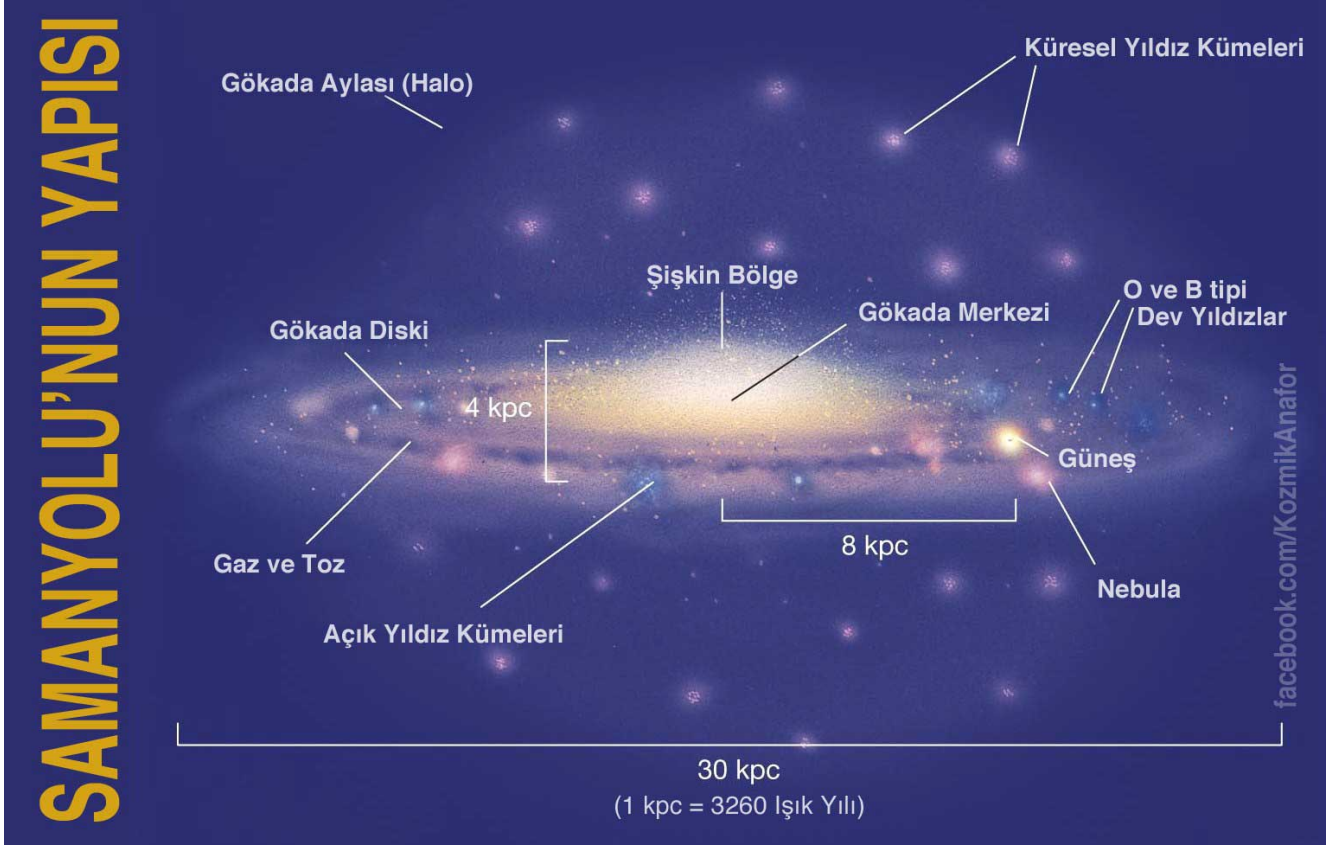 SAMANYOLU'NUN YAPISI
Gökada Aylası (Halo)
Küresel Yıldız Kümeleri
Şişkin Bölge
Gökada Merkezi
O ve B tipi
Dev Yıldızlar
Gökada Diski
4 kpc
Güneş
8 kpc
Gaz ve Toz
Nebula
Açık Yıldız Kümeleri
30 kpc
(1 kpc = 3260 Işık Yılı)
facebook.com/KozmikAnafor